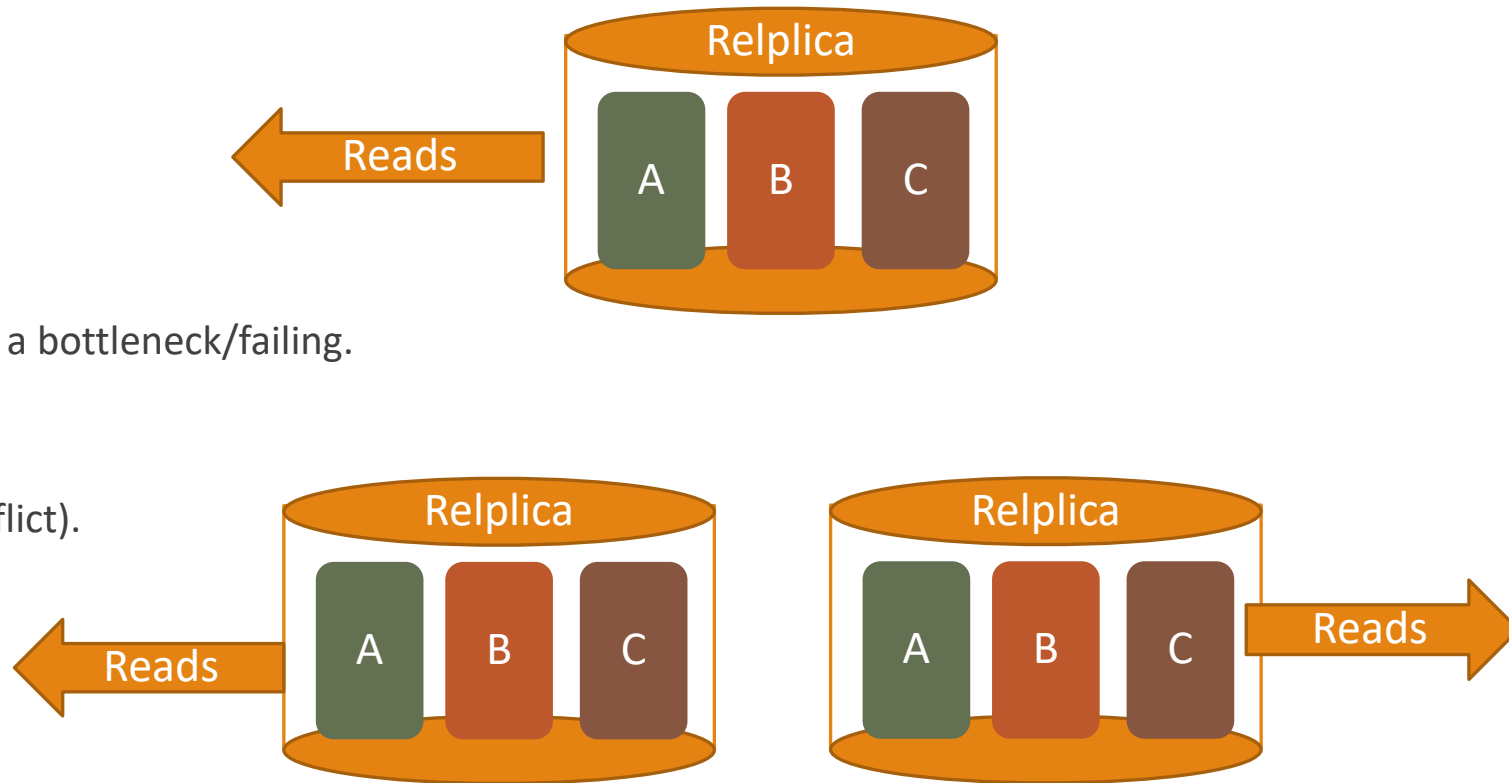 Relplica
Reads
A B C
a bottleneck/failing.
flict).
Relplica
Relplica
Reads
A B C
A B C
Reads